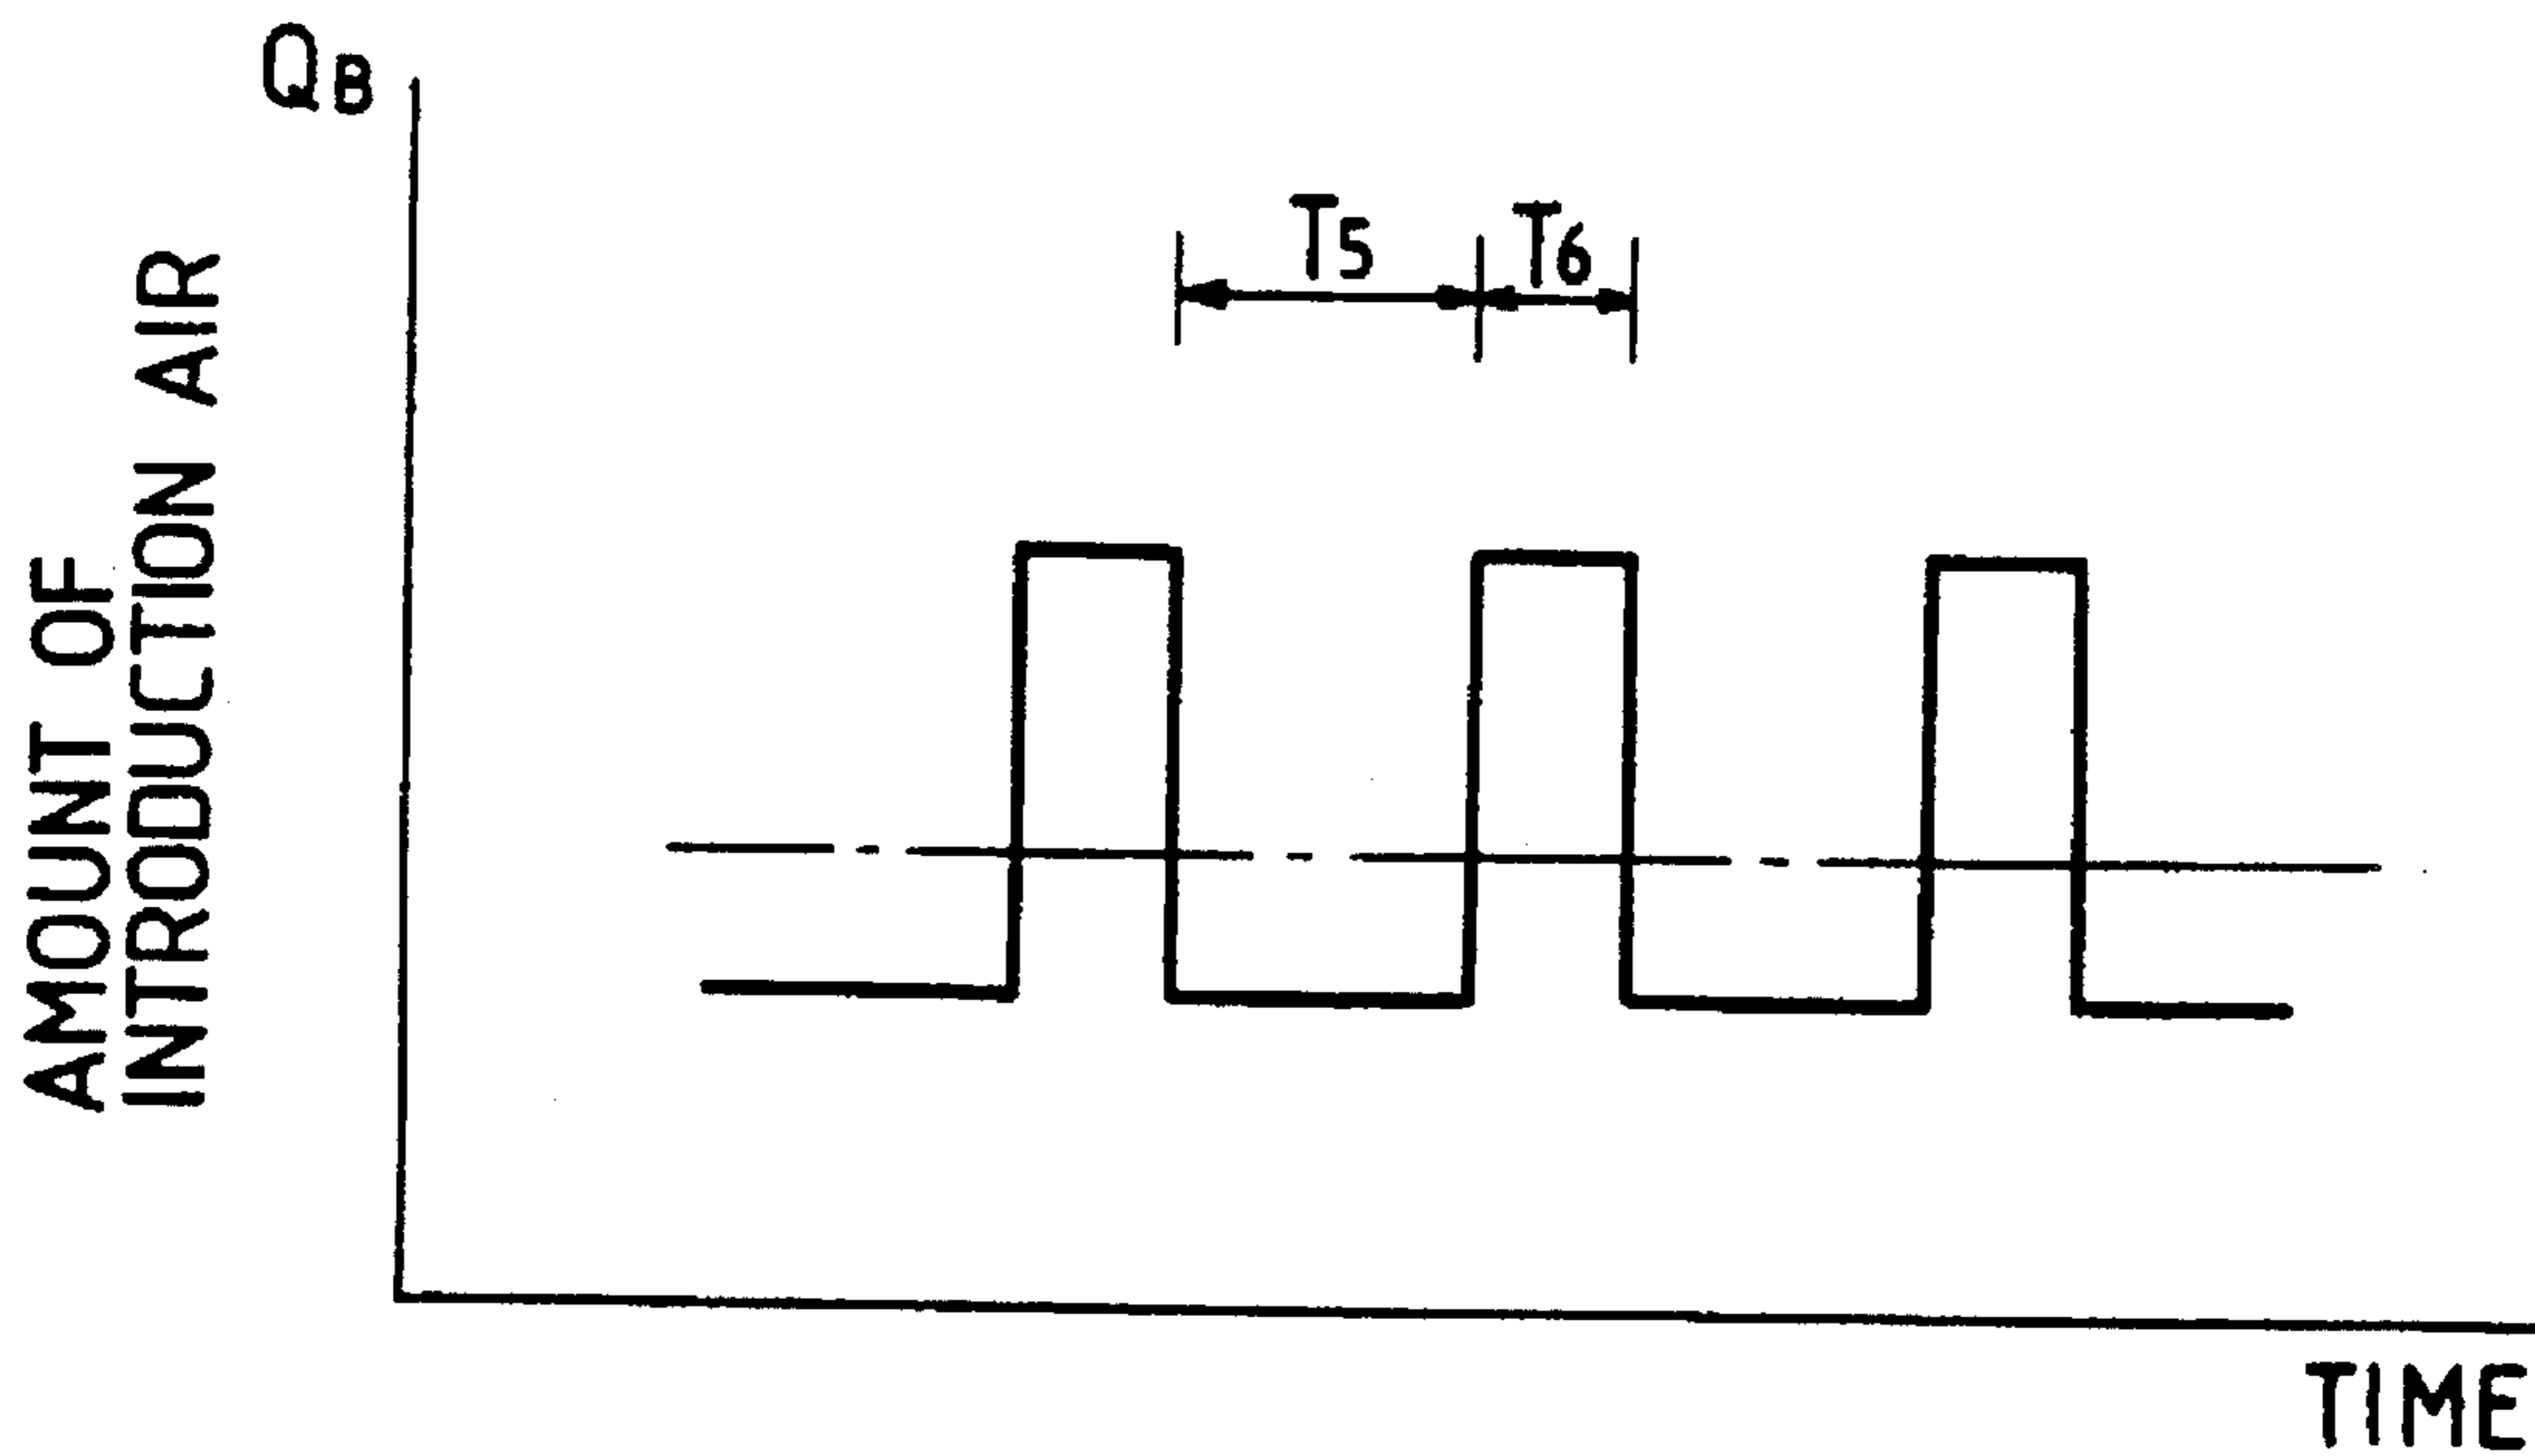 QB
AMOUNT OF
INTRODUCTION AIR
T5
T6
TIME